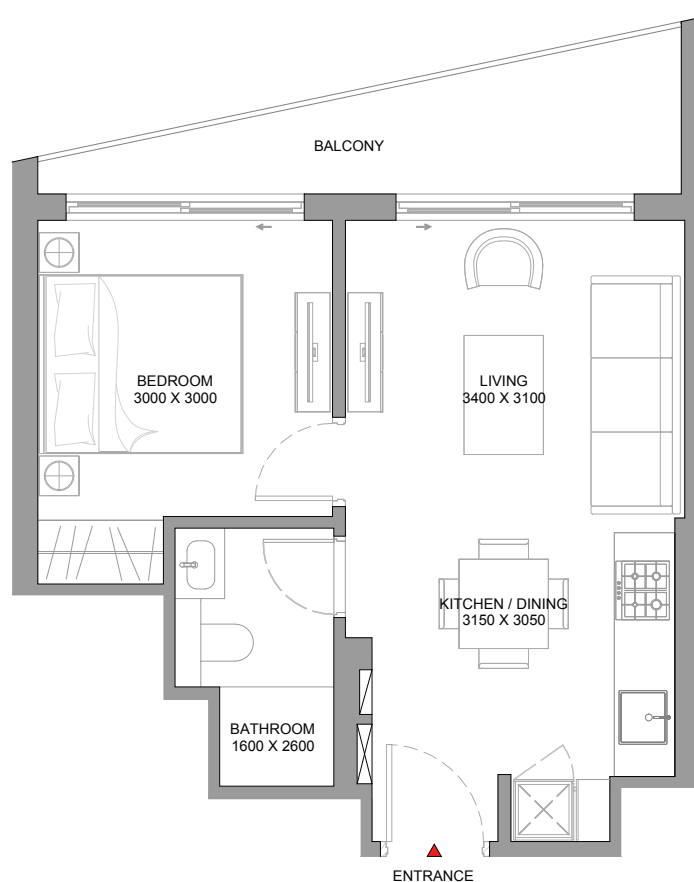 BALCONY
BEDROOM
3000 X 3000
LIVING
3400 X 3100
KITCHEN / DINING
3150 X 3050
BATHROOM
1600 X 2600
ENTRANCE